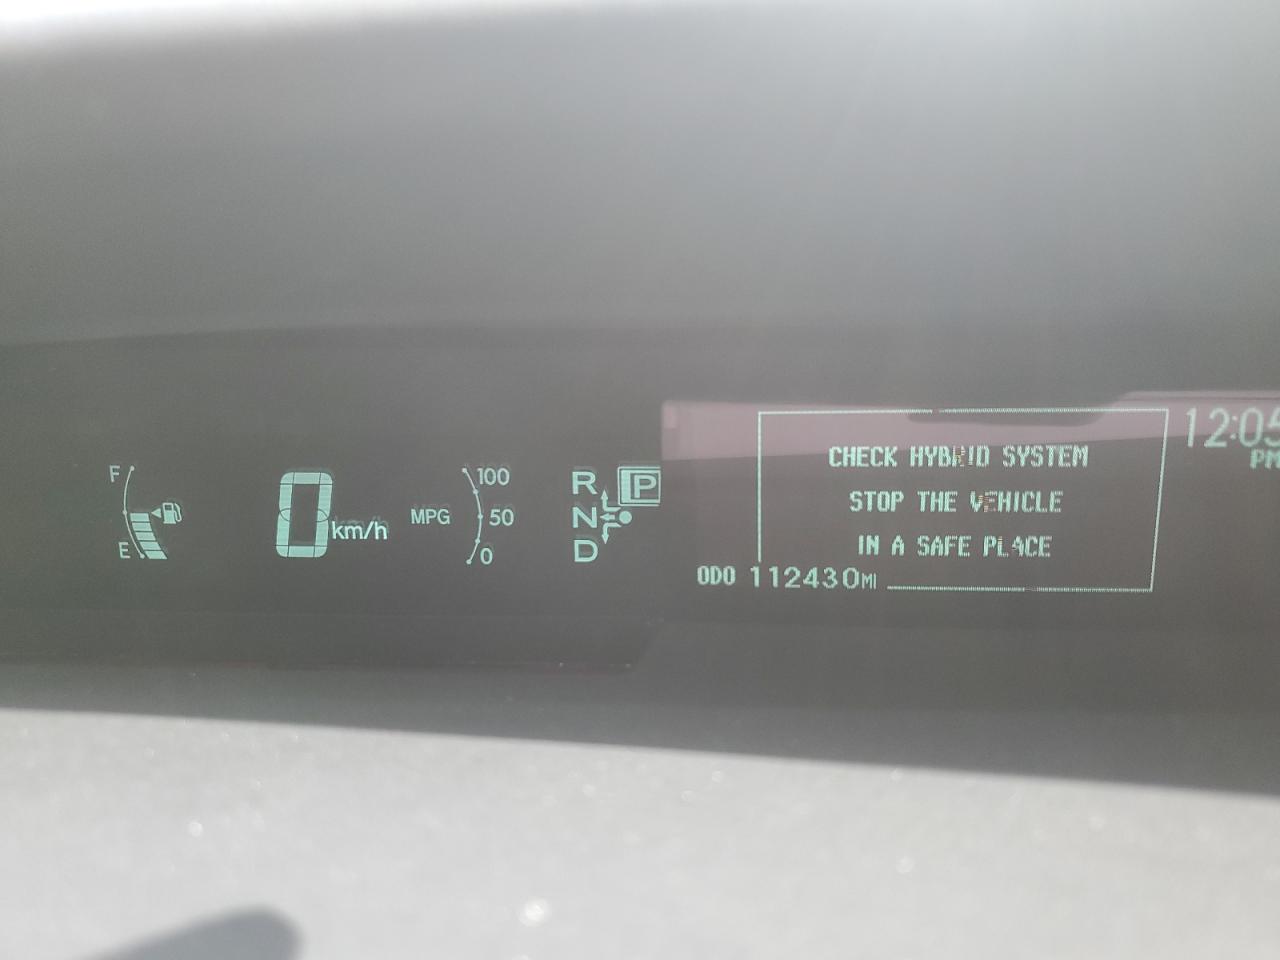 F
E
0 km/h
MPG
100
50
0
R
N
D
P
CHECK HYBRID SYSTEM
STOP THE VEHICLE
IN A SAFE PLACE
ODO 112430MI
12:05
PM